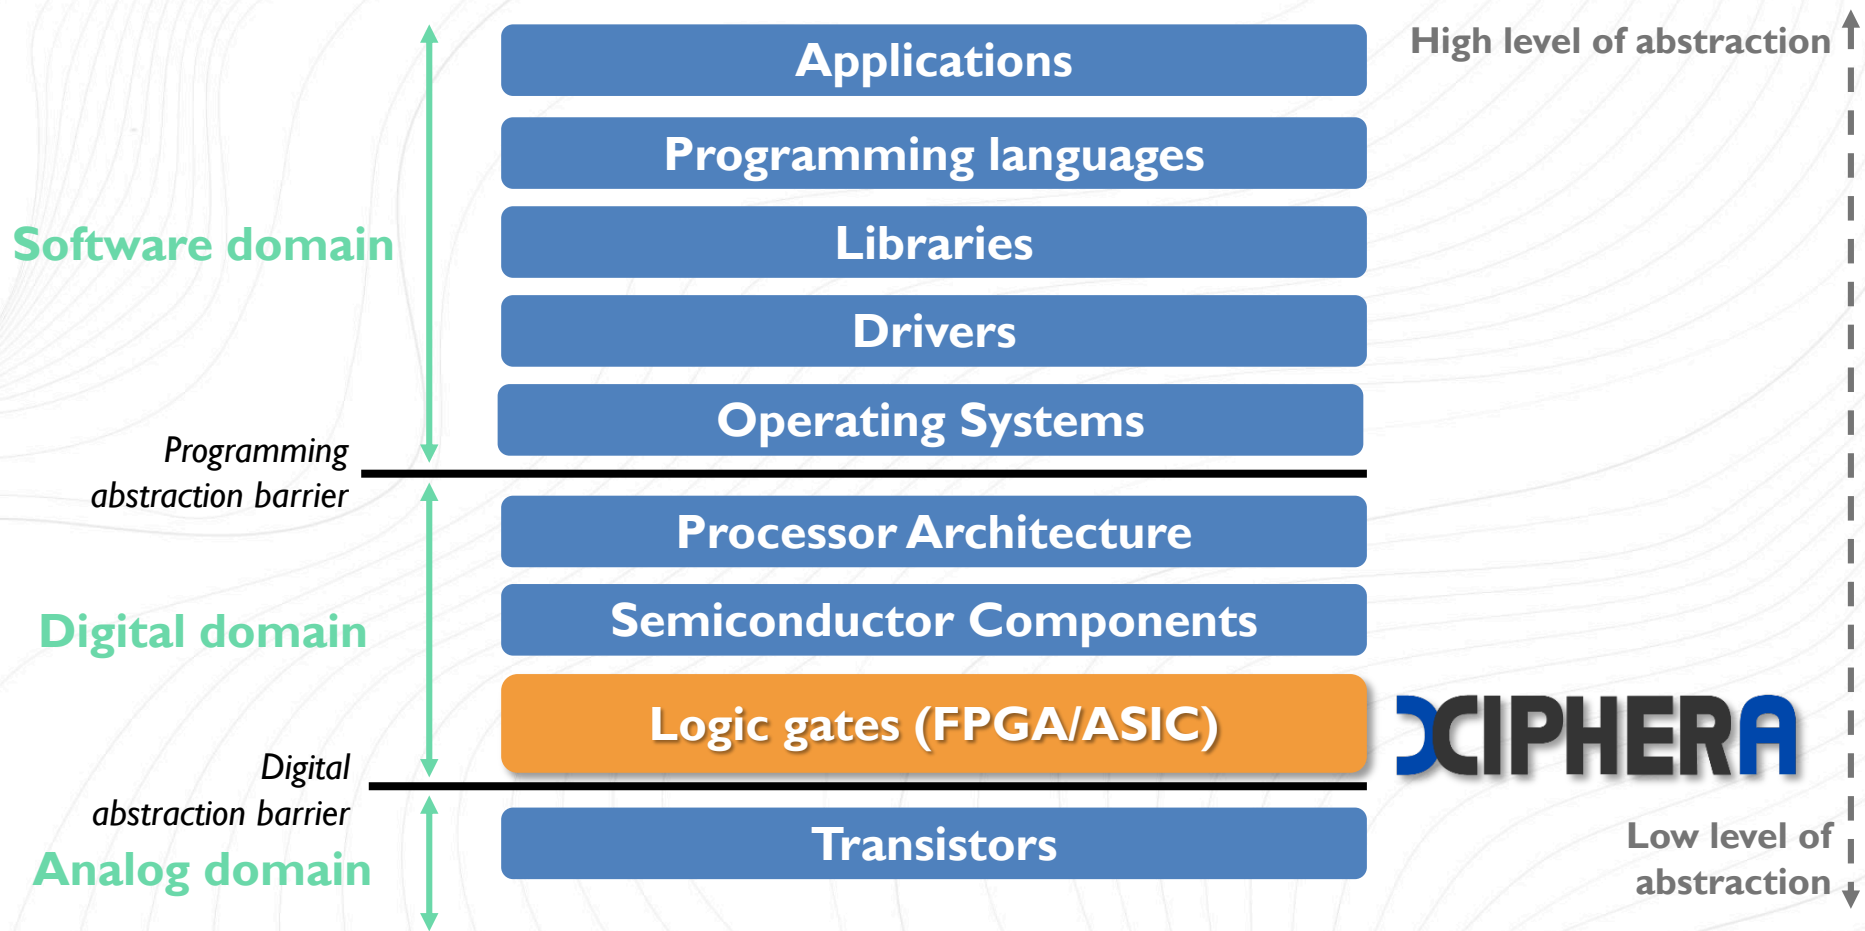 High level of abstraction
Applications
Programming languages
Software domain
Libraries
Drivers
Operating Systems
Programming
abstraction barrier
Processor Architecture
Digital domain
Semiconductor Components
Logic gates (FPGA/ASIC)
XCIPHERA
Digital
abstraction barrier
Analog domain
Transistors
Low level of
abstraction